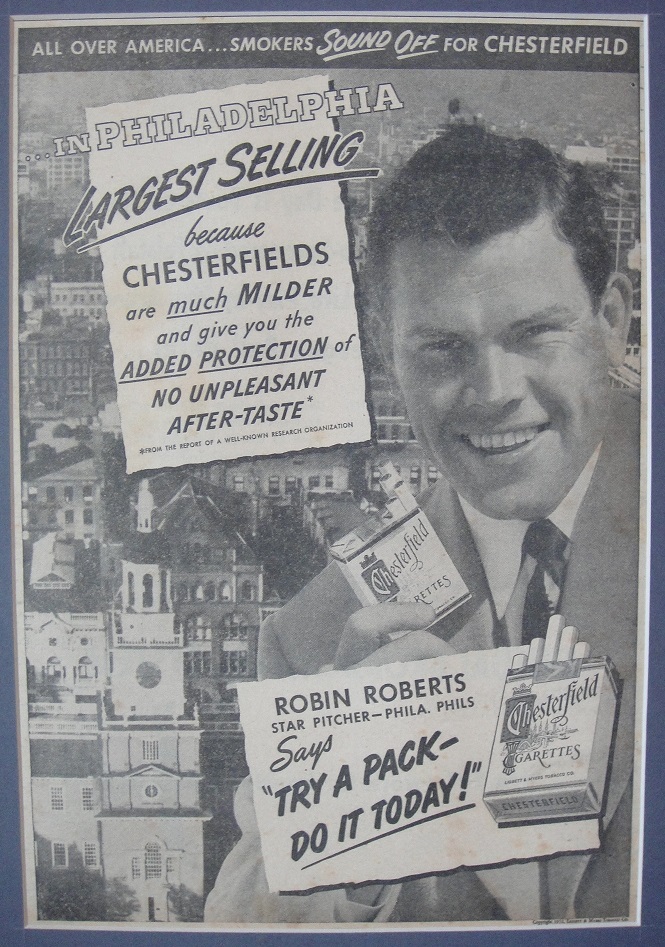 ALL OVER AMERICA...SMOKERS SOUND OFF FOR CHESTERFIELD
...IN PHILADELPHIA
LARGEST SELLING
because
CHESTERFIELDS
are much MILDER
and give you the
ADDED PROTECTION of
NO UNPLEASANT
AFTER-TASTE*
*FROM THE REPORT OF A WELL-KNOWN RESEARCH ORGANIZATION
Chesterfield
RETTES
ROBIN ROBERTS
STAR PITCHER—PHILA. PHILS
Says
"TRY A PACK—
DO IT TODAY!"
Chesterfield
CIGARETTES
LIGGETT & MYERS TOBACCO CO.
CHESTERFIELD